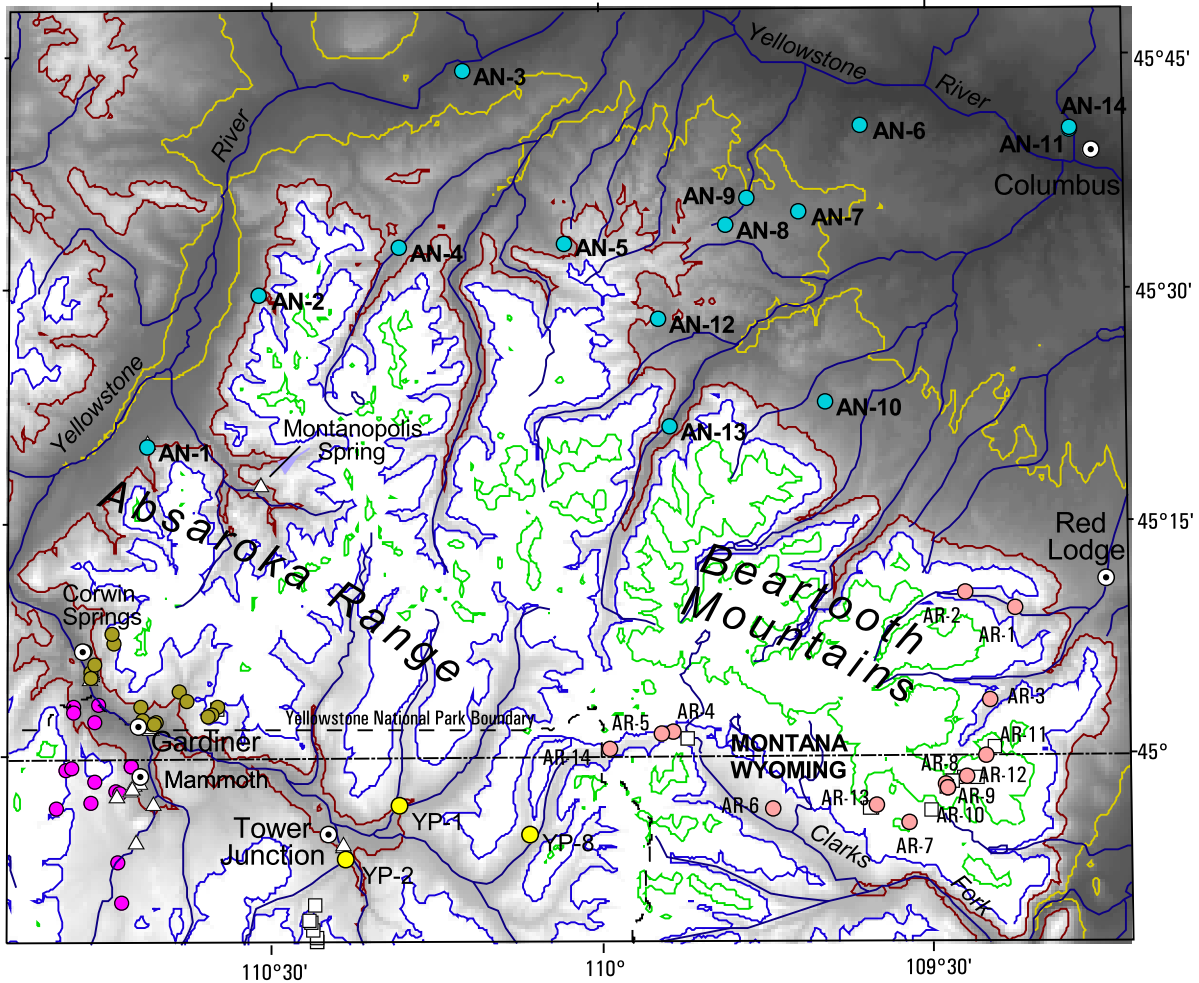 Yellowstone
River
45°45'
AN-3
AN-14
AN-6
AN-11
River
Columbus
AN-9
AN-7
AN-8
AN-4
AN-5
45°30'
AN-2
AN-12
Yellowstone
AN-10
Montanopolis
Spring
AN-13
AN-1
Absaroka Range
45°15'
Red
Lodge
Beartooth
Mountains
Corwin
Springs
AR-2
AR-1
AR-3
Yellowstone National Park Boundary
AR-5
AR-4
AR-11
Gardiner
AR-14
MONTANA
45°
WYOMING
AR-8
AR-12
Mammoth
AR-9
AR-13
AR-6
AR-10
YP-1
Tower
Junction
YP-8
Clarks
AR-7
YP-2
Fork
110°30'
110°
109°30'